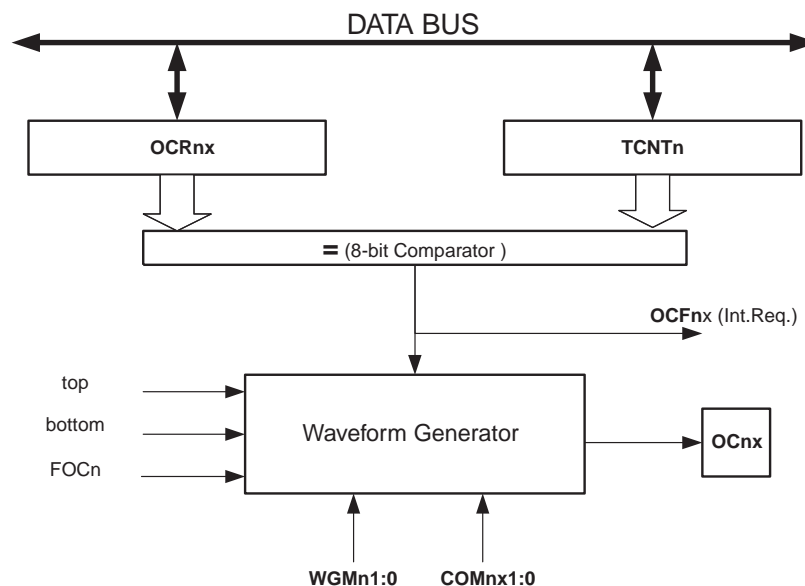 DATA BUS
OCRnx
TCNTn
= (8-bit Comparator )
OCFnx (Int.Req.)
top
bottom
FOCn
Waveform Generator
OCnx
WGMn1:0
COMnx1:0